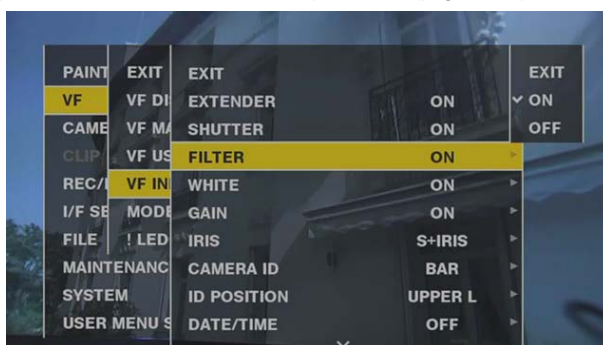 PAINT
VF
CAME
CLIP
REC/I
I/F SE
FILE
MAINTENANC
SYSTEM
USER MENU S
EXIT
VF DI
VF MA
VF US
VF IN
MODE
! LED
EXIT
EXTENDER ON
SHUTTER ON
FILTER ON
WHITE ON
GAIN ON
IRIS S+IRIS
CAMERA ID BAR
ID POSITION UPPER L
DATE/TIME OFF
EXIT
ON
OFF